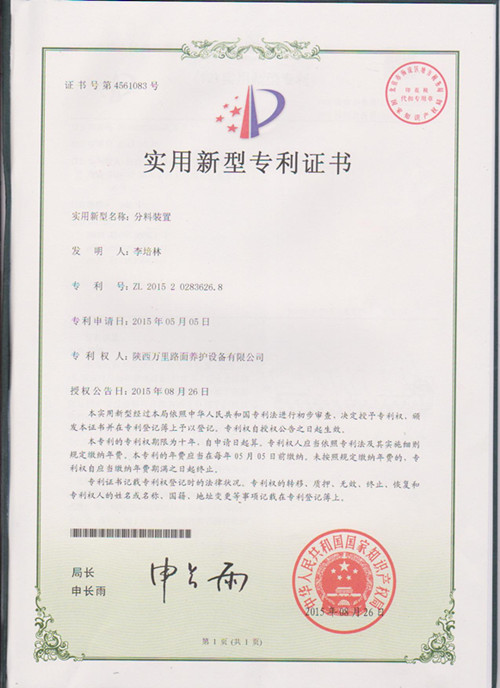 证书号第4561083号
实用新型专利证书
实用新型名称:分料装置
发明人:李培林
专利号:ZL 2015 2 0283626.8
专利申请日:2015年05月05日
专利权人:陕西万里路面养护设备有限公司
授权公告日:2015年08月26日
本实用新型经过本局依照中华人民共和国专利法进行初步审查,决定授予专利权,颁
发本证书并在专利登记簿上予以登记。专利权自授权公告之日起生效。
本专利的专利权期限为十年,自申请日起算。专利权人应当依照专利法及其实施细则
规定缴纳年费。本专利的年费应当在每年05月05日前缴纳。未按照规定缴纳年费的,专
利权自应当缴纳年费期满之日起终止。
专利证书记载专利权登记时的法律状况。专利权的转移、质押、无效、终止、恢复和
专利权人的姓名或名称、国籍、地址变更等事项记载在专利登记簿上。
局长
申长雨
申长雨
中华人民共和国国家知识产权局
2015年08月26日
第1页(共1页)